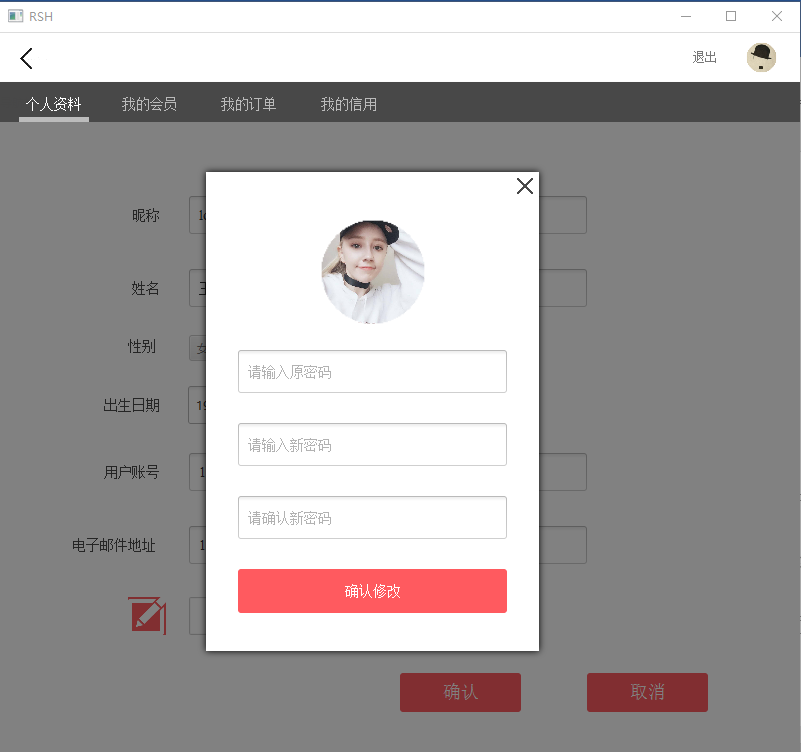 RSH
退出
个人资料 我的会员 我的订单 我的信用
昵称
姓名
性别
出生日期
用户账号
电子邮件地址
请输入原密码
请输入新密码
请确认新密码
确认修改
确认 取消